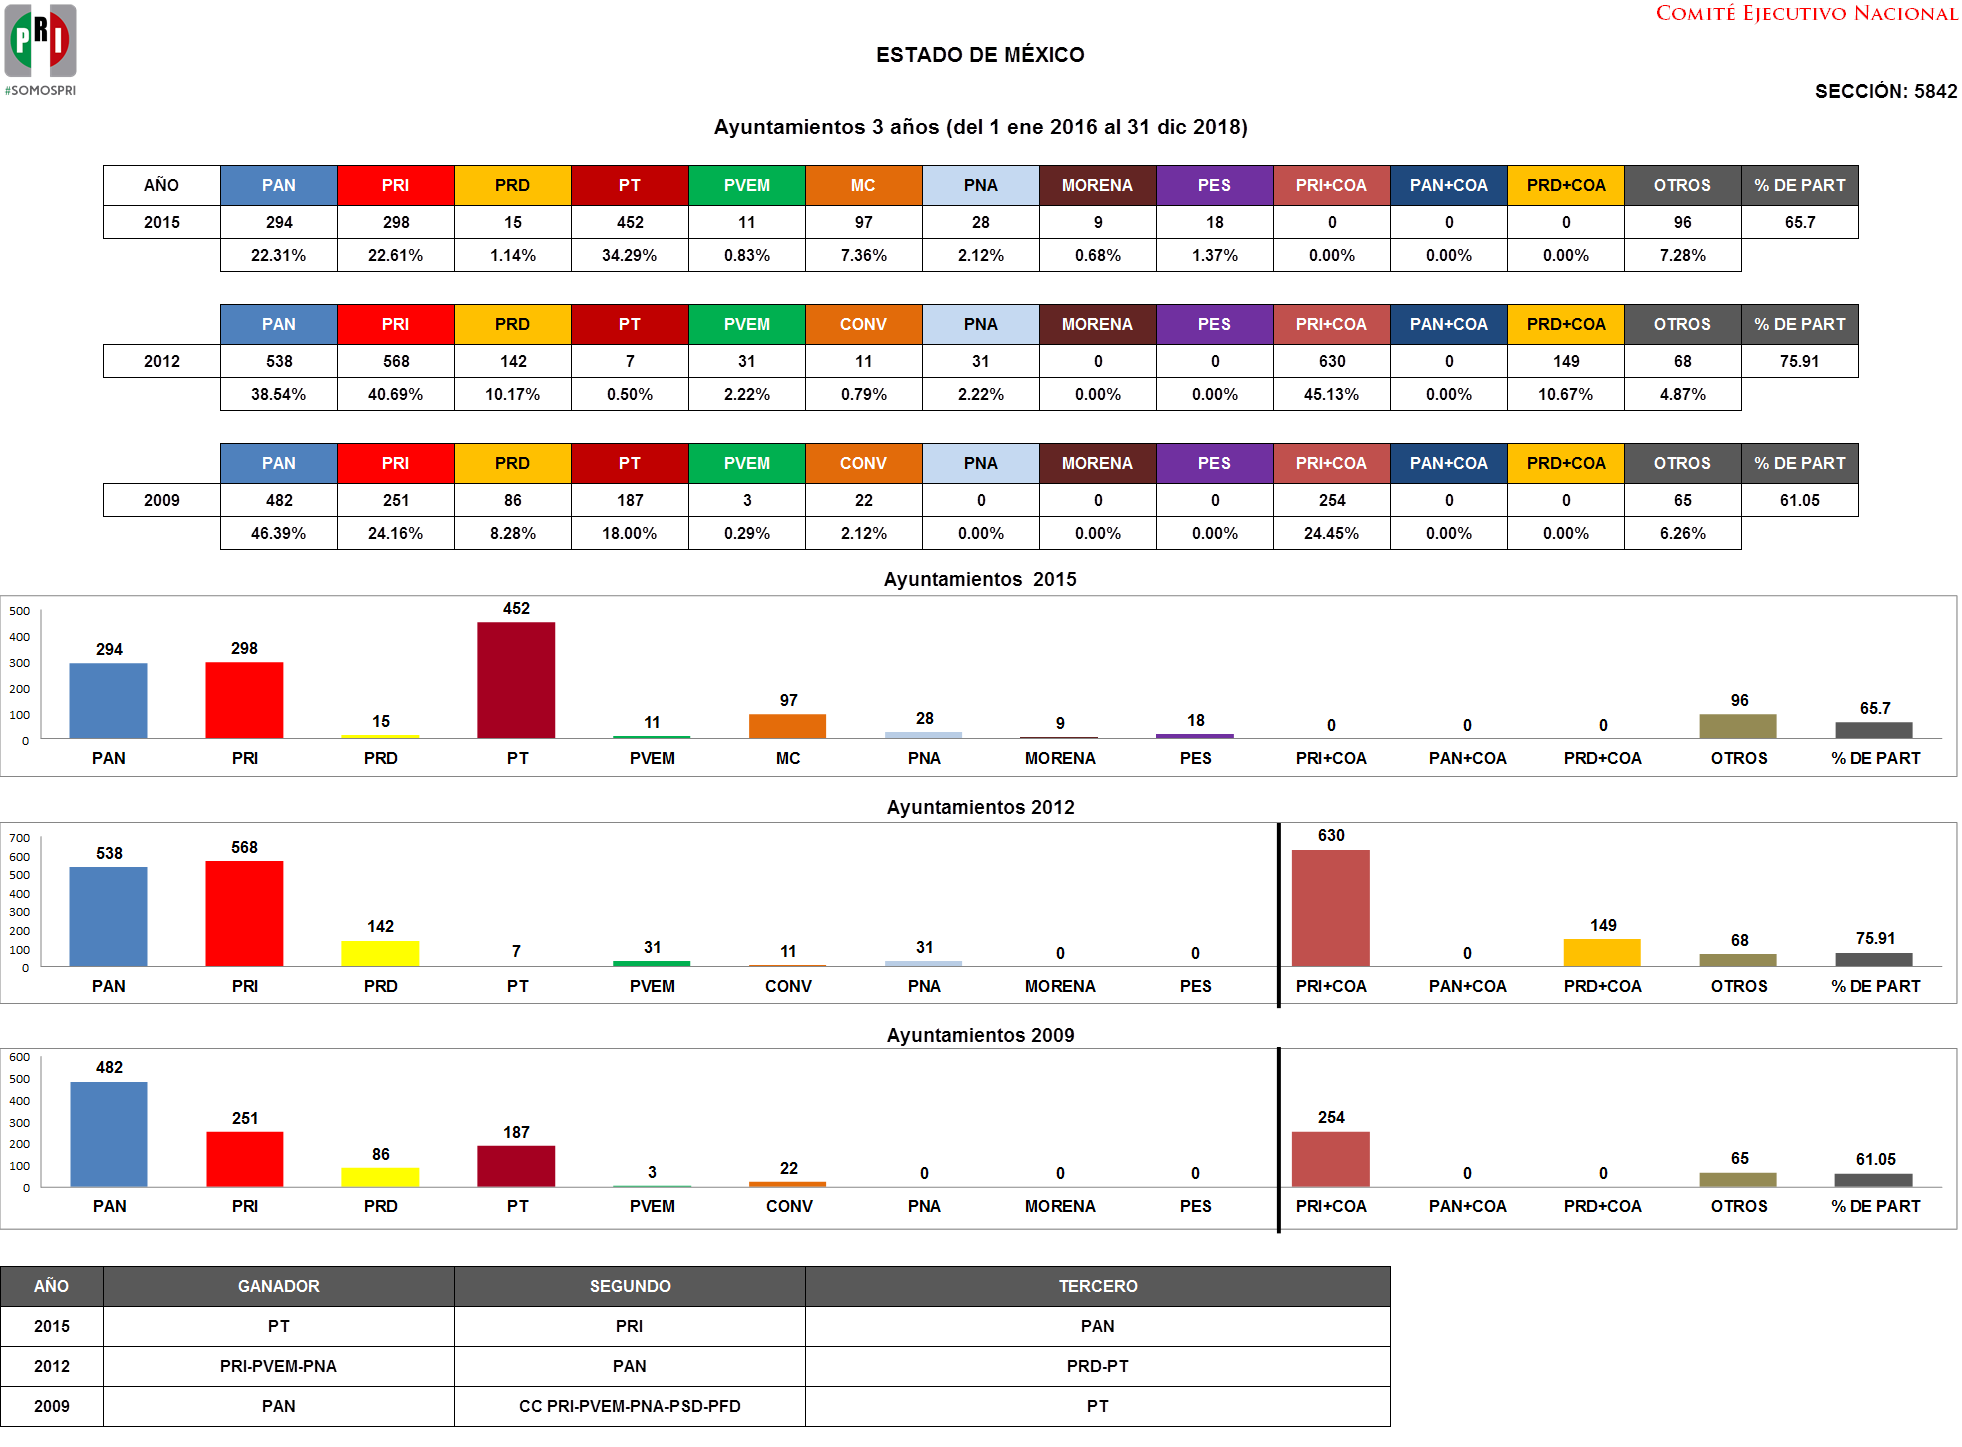 PRI
#SOMOSPRI
COMITÉ EJECUTIVO NACIONAL
ESTADO DE MÉXICO
SECCIÓN: 5842
Ayuntamientos 3 años (del 1 ene 2016 al 31 dic 2018)
AÑO PAN PRI PRD PT PVEM MC PNA MORENA PES PRI+COA PAN+COA PRD+COA OTROS % DE PART
2015 294 298 15 452 11 97 28 9 18 0 0 0 96 65.7
22.31% 22.61% 1.14% 34.29% 0.83% 7.36% 2.12% 0.68% 1.37% 0.00% 0.00% 0.00% 7.28%
PAN PRI PRD PT PVEM CONV PNA MORENA PES PRI+COA PAN+COA PRD+COA OTROS % DE PART
2012 538 568 142 7 31 11 31 0 0 630 0 149 68 75.91
38.54% 40.69% 10.17% 0.50% 2.22% 0.79% 2.22% 0.00% 0.00% 45.13% 0.00% 10.67% 4.87%
PAN PRI PRD PT PVEM CONV PNA MORENA PES PRI+COA PAN+COA PRD+COA OTROS % DE PART
2009 482 251 86 187 3 22 0 0 0 254 0 0 65 61.05
46.39% 24.16% 8.28% 18.00% 0.29% 2.12% 0.00% 0.00% 0.00% 24.45% 0.00% 0.00% 6.26%
Ayuntamientos 2015
500
400
300
200
100
0
294 298 15 452 11 97 28 9 18 0 0 0 96 65.7
PAN PRI PRD PT PVEM MC PNA MORENA PES PRI+COA PAN+COA PRD+COA OTROS % DE PART
Ayuntamientos 2012
700
600
500
400
300
200
100
0
538 568 142 7 31 11 31 0 0 630 0 149 68 75.91
PAN PRI PRD PT PVEM CONV PNA MORENA PES PRI+COA PAN+COA PRD+COA OTROS % DE PART
Ayuntamientos 2009
600
500
400
300
200
100
0
482 251 86 187 3 22 0 0 0 254 0 0 65 61.05
PAN PRI PRD PT PVEM CONV PNA MORENA PES PRI+COA PAN+COA PRD+COA OTROS % DE PART
AÑO GANADOR SEGUNDO TERCERO
2015 PT PRI PAN
2012 PRI-PVEM-PNA PAN PRD-PT
2009 PAN CC PRI-PVEM-PNA-PSD-PFD PT